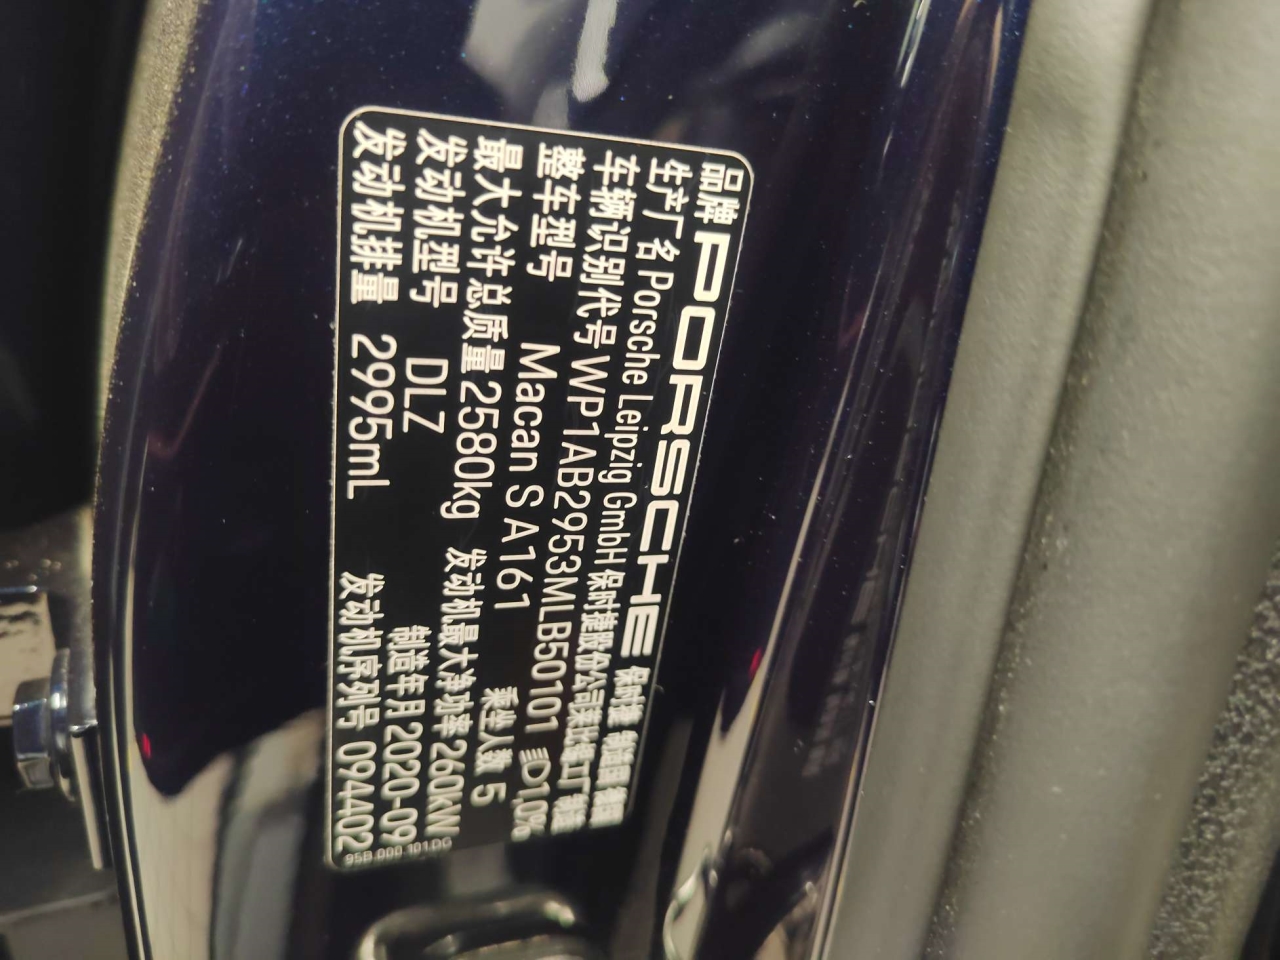 品牌 PORSCHE 保时捷 制造国 德国
生产厂名 Porsche Leipzig GmbH 保时捷股份公司莱比锡工厂 制造
车辆识别代号 WP1AB2953MLB50101 D1,0%
整车型号 Macan S A161 乘坐人数 5
最大允许总质量 2580kg 发动机最大净功率 260kW
发动机型号 DLZ 制造年月 2020-09
发动机排量 2995mL 发动机序列号 094402
95B.000.101.DG